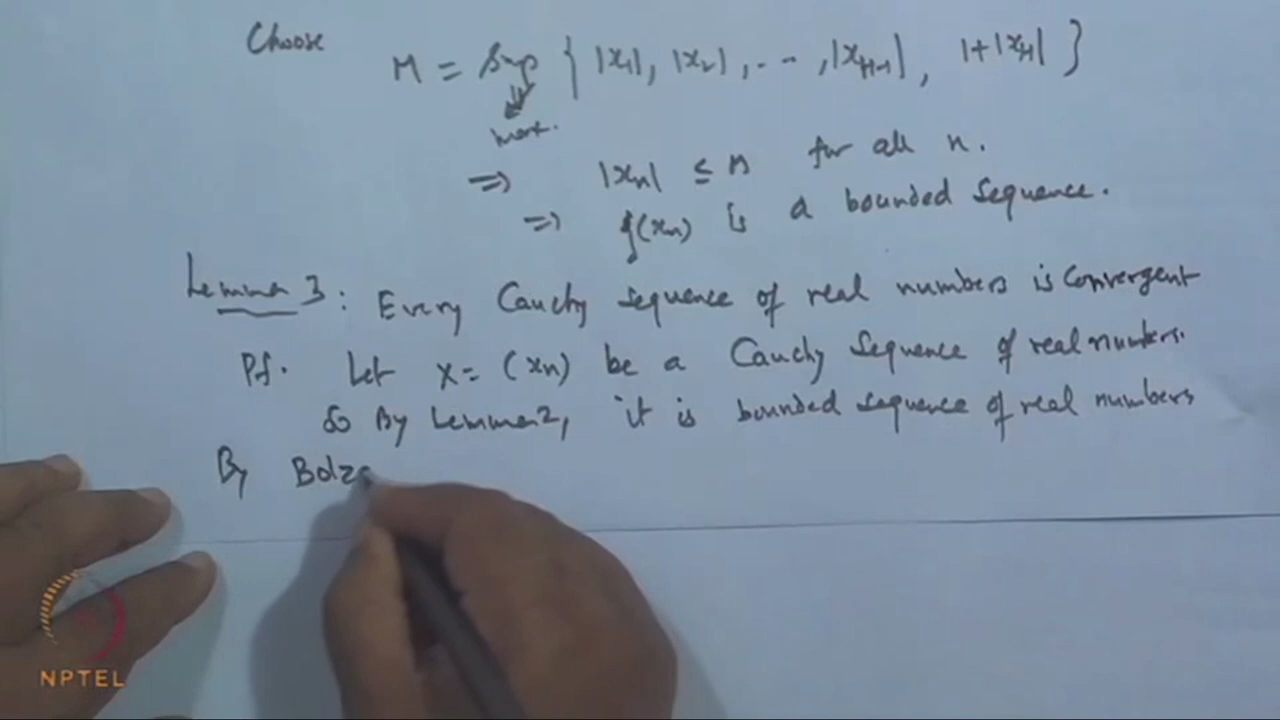 Choose
M = Sup { |x1|, |x2|, .. , |xH-1|, 1+|xH| }
⇒ |xn| ≤ M for all n.
⇒ (xn) is a bounded sequence.
Lemma 3: Every Cauchy sequence of real numbers is Convergent
Pf. Let X = (xn) be a Cauchy sequence of real numbers.
So By Lemma 2, it is bounded sequence of real numbers
By Bolza
NPTEL